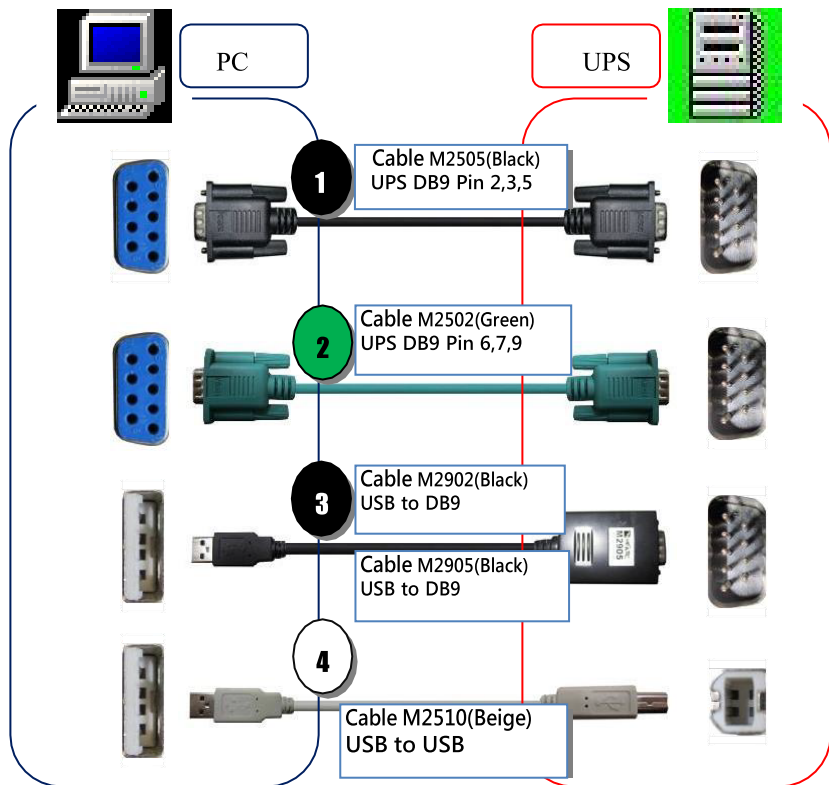 PC
UPS
1
Cable M2505(Black)
UPS DB9 Pin 2,3,5
2
Cable M2502(Green)
UPS DB9 Pin 6,7,9
3
Cable M2902(Black)
USB to DB9
M2905
Cable M2905(Black)
USB to DB9
4
Cable M2510(Beige)
USB to USB